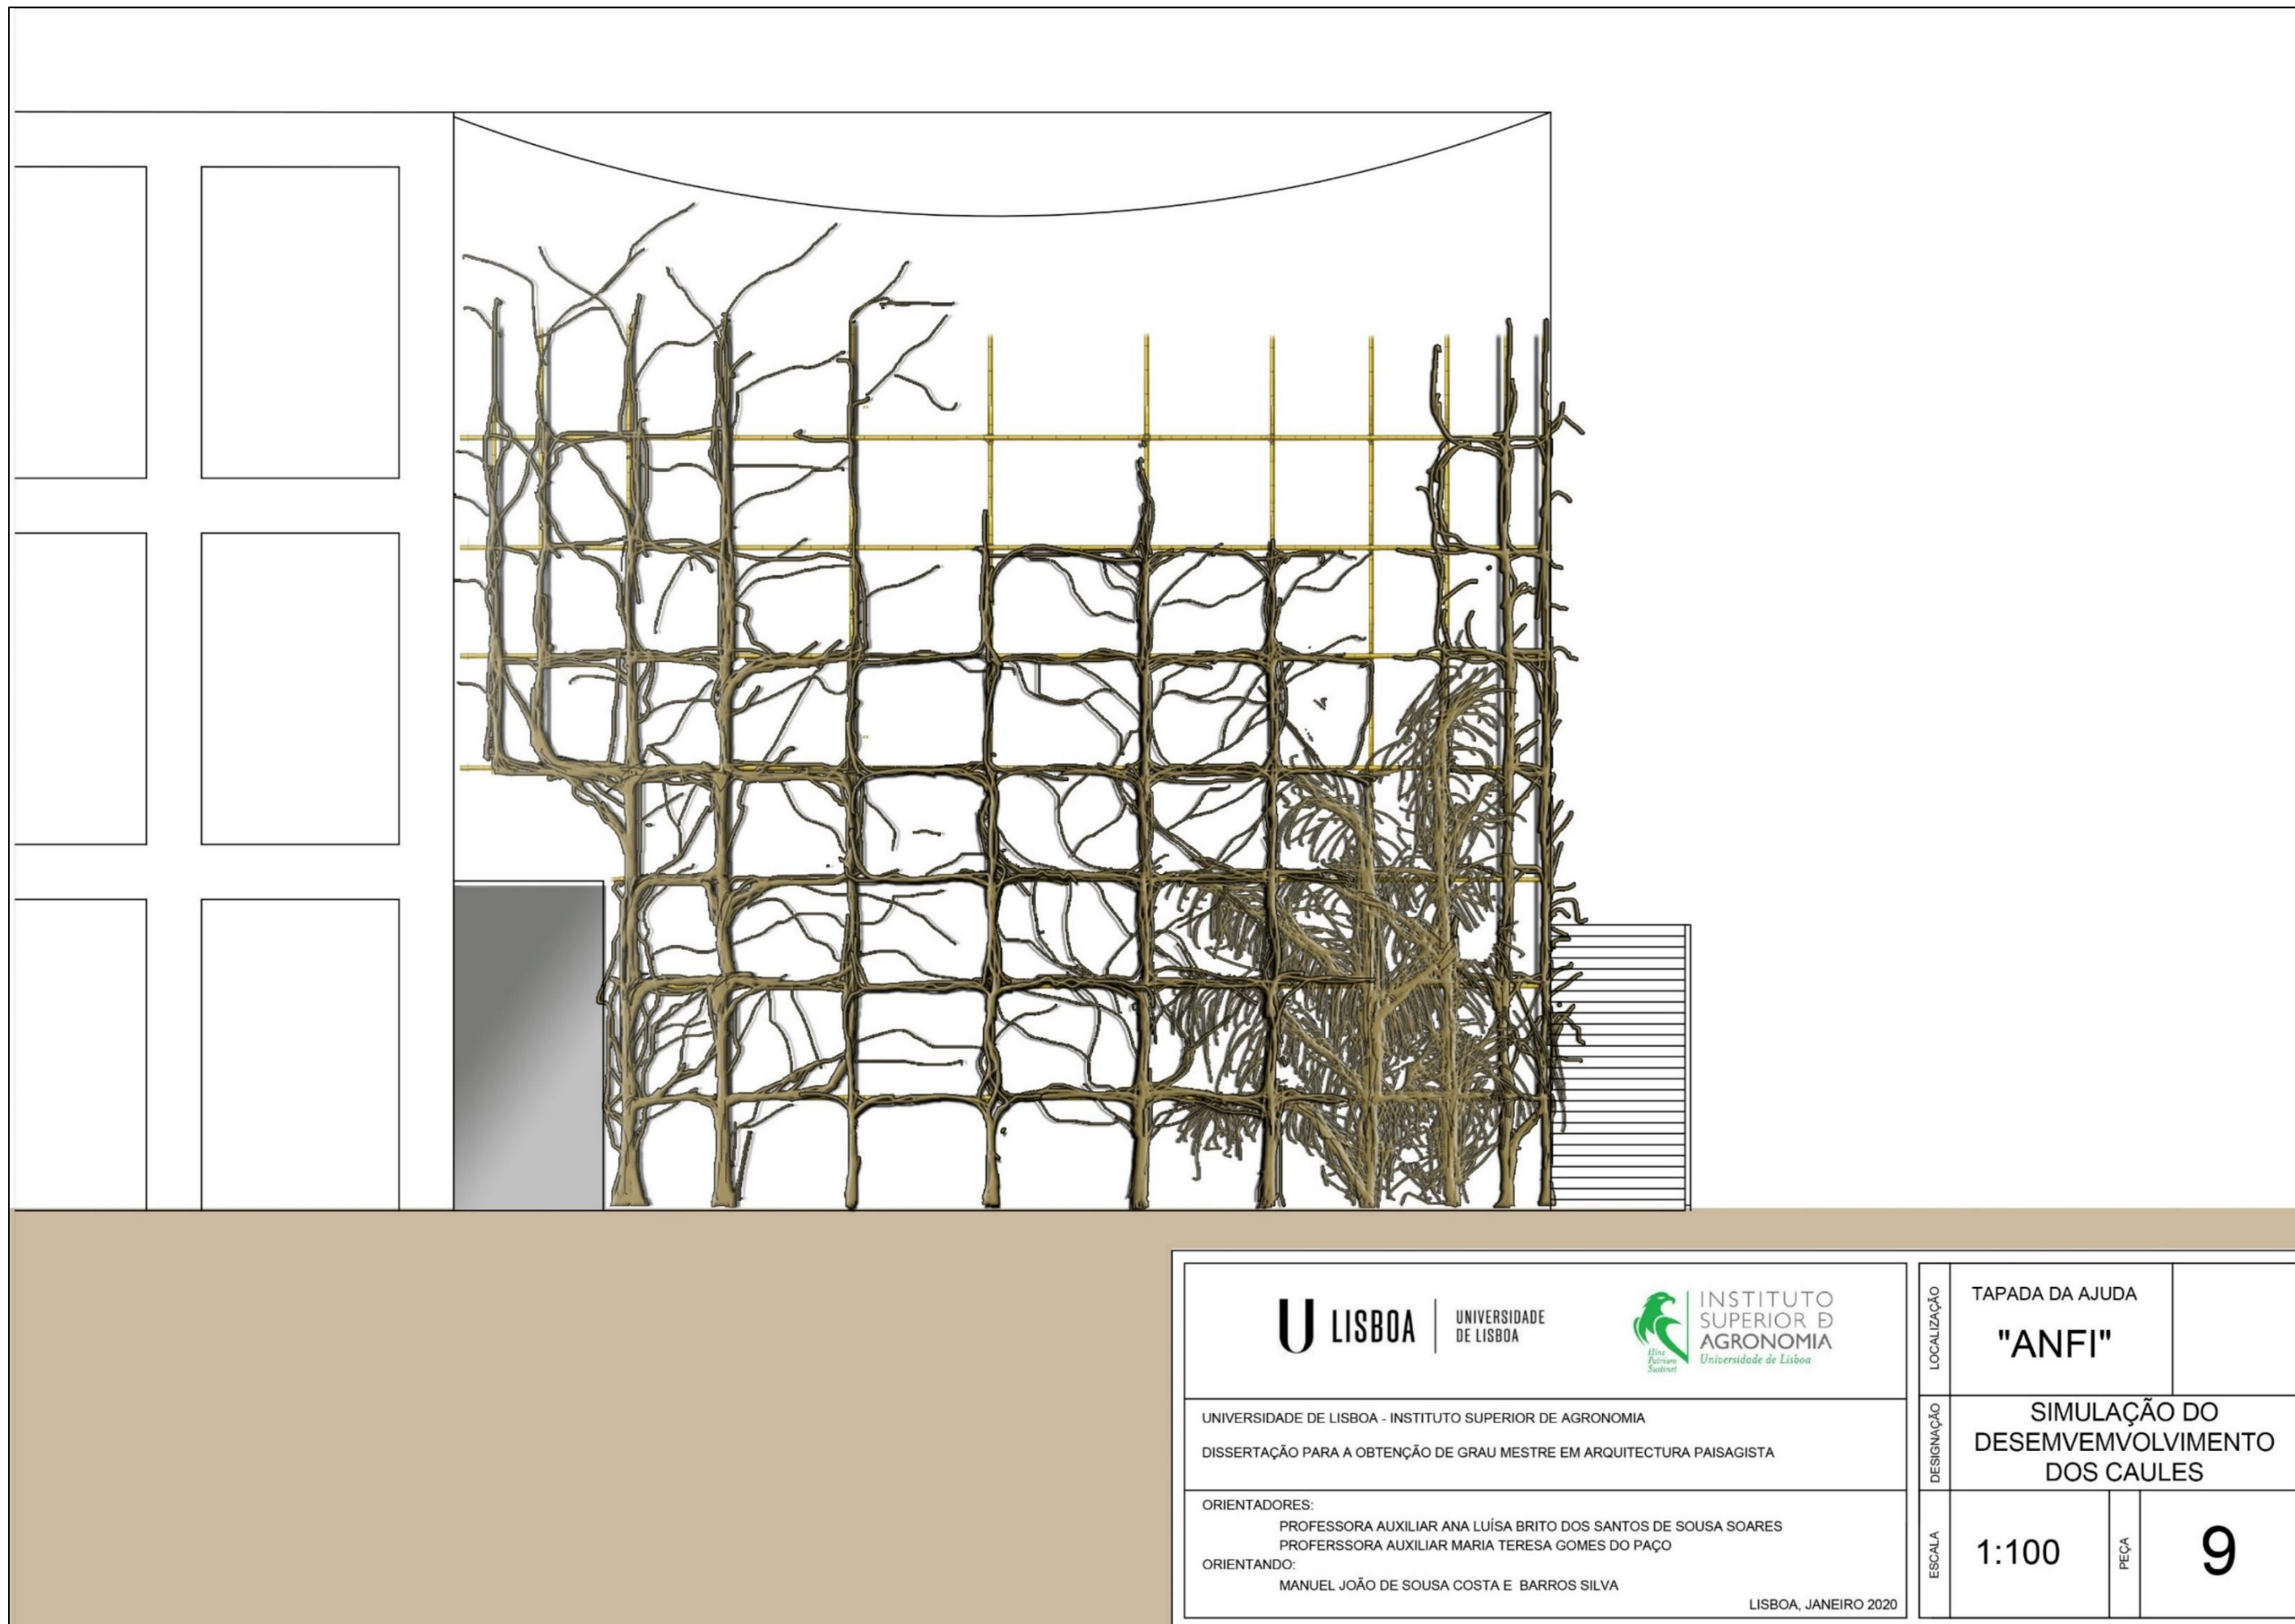 U LISBOA
UNIVERSIDADE
DE LISBOA
INSTITUTO
SUPERIOR D
AGRONOMIA
Universidade de Lisboa
Hinc
Patriam
Sustinet
UNIVERSIDADE DE LISBOA - INSTITUTO SUPERIOR DE AGRONOMIA
DISSERTAÇÃO PARA A OBTENÇÃO DE GRAU MESTRE EM ARQUITECTURA PAISAGISTA
ORIENTADORES:
PROFESSORA AUXILIAR ANA LUÍSA BRITO DOS SANTOS DE SOUSA SOARES
PROFERSSORA AUXILIAR MARIA TERESA GOMES DO PAÇO
ORIENTANDO:
MANUEL JOÃO DE SOUSA COSTA E BARROS SILVA
LISBOA, JANEIRO 2020
LOCALIZAÇÃO
TAPADA DA AJUDA
"ANFI"
DESIGNAÇÃO
SIMULAÇÃO DO
DESEMVEMVOLVIMENTO
DOS CAULES
ESCALA
1:100
PEÇA
9